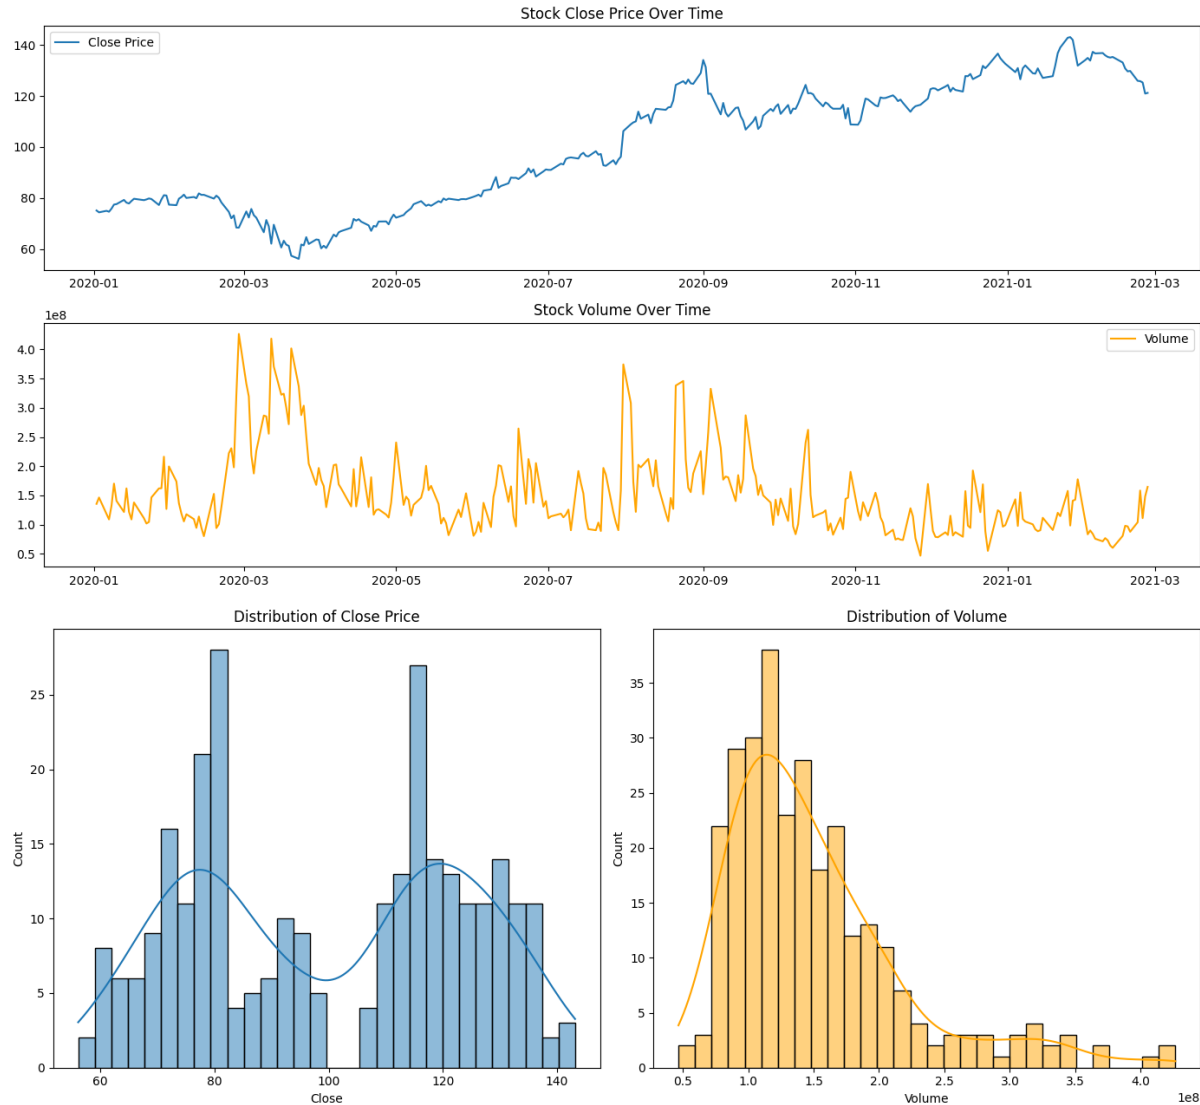 Stock Close Price Over Time
Close Price
140
120
100
80
60
2020-01 2020-03 2020-05 2020-07 2020-09 2020-11 2021-01 2021-03
Stock Volume Over Time
1e8
Volume
4.0
3.5
3.0
2.5
2.0
1.5
1.0
0.5
2020-01 2020-03 2020-05 2020-07 2020-09 2020-11 2021-01 2021-03
Distribution of Close Price
Count
25
20
15
10
5
0
60 80 100 120 140
Close
Distribution of Volume
Count
35
30
25
20
15
10
5
0
0.5 1.0 1.5 2.0 2.5 3.0 3.5 4.0
Volume
1e8